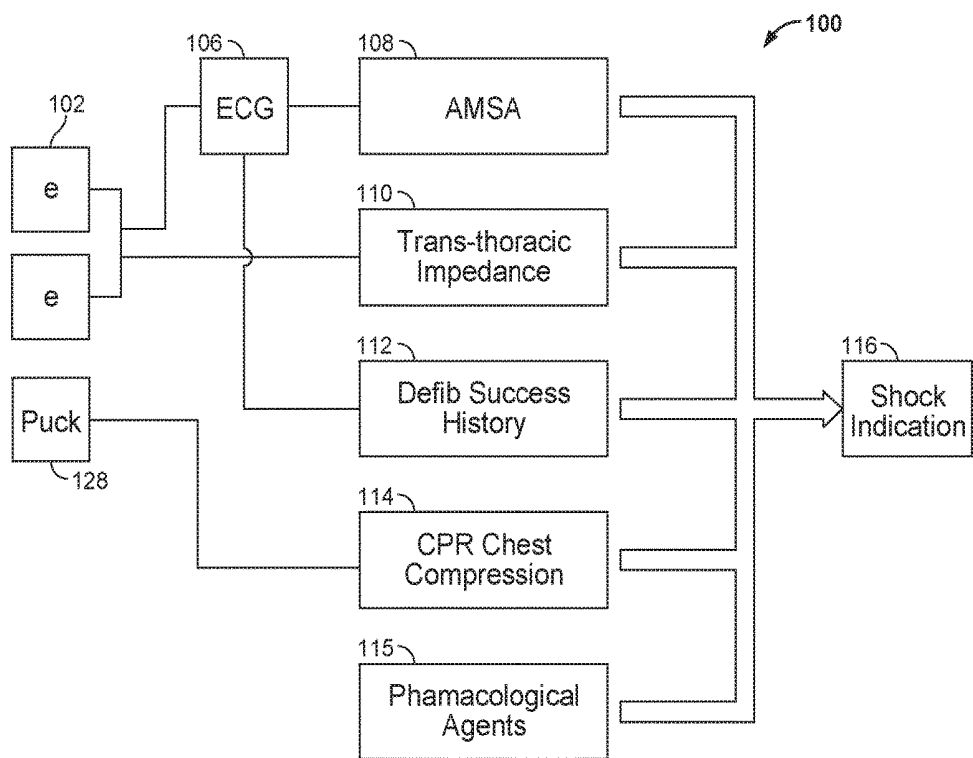 100
106
108
ECG
AMSA
102
e
110
Trans-thoracic
Impedance
e
112
116
Defib Success
History
Shock
Indication
Puck
128
114
CPR Chest
Compression
115
Phamacological
Agents